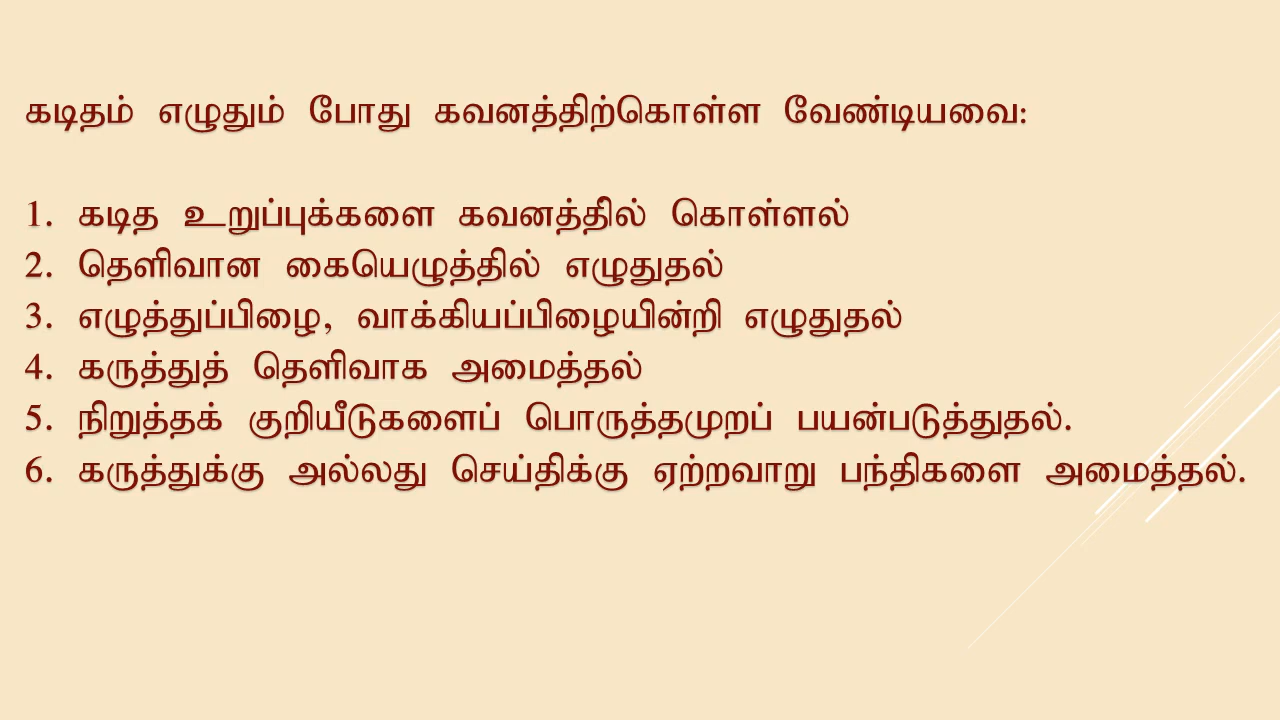 கடிதம் எழுதும் போது கவனத்திற்கொள்ள வேண்டியவை:
1. கடித உறுப்புக்களை கவனத்தில் கொள்ளல்
2. தெளிவான கையெழுத்தில் எழுதுதல்
3. எழுத்துப்பிழை, வாக்கியப்பிழையின்றி எழுதுதல்
4. கருத்துத் தெளிவாக அமைத்தல்
5. நிறுத்தக் குறியீடுகளைப் பொருத்தமுறப் பயன்படுத்துதல்.
6. கருத்துக்கு அல்லது செய்திக்கு ஏற்றவாறு பந்திகளை அமைத்தல்.